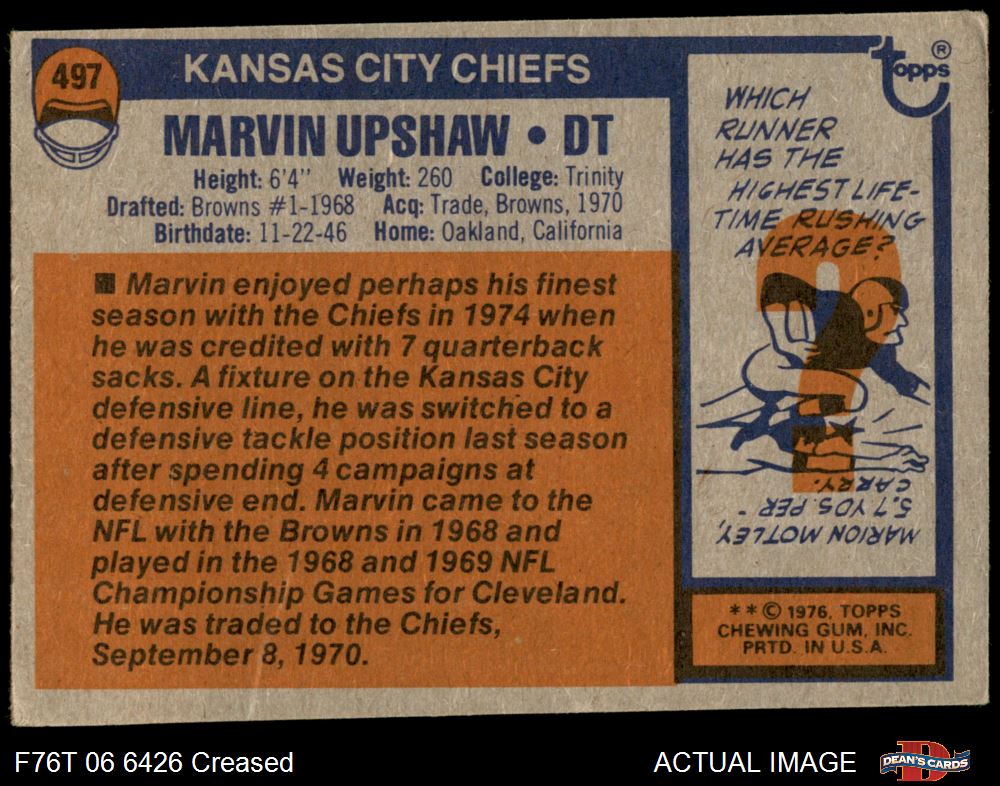 497
KANSAS CITY CHIEFS
MARVIN UPSHAW • DT
Height: 6'4" Weight: 260 College: Trinity
Drafted: Browns #1-1968 Acq: Trade, Browns, 1970
Birthdate: 11-22-46 Home: Oakland, California
■ Marvin enjoyed perhaps his finest
season with the Chiefs in 1974 when
he was credited with 7 quarterback
sacks. A fixture on the Kansas City
defensive line, he was switched to a
defensive tackle position last season
after spending 4 campaigns at
defensive end. Marvin came to the
NFL with the Browns in 1968 and
played in the 1968 and 1969 NFL
Championship Games for Cleveland.
He was traded to the Chiefs,
September 8, 1970.
topps ®
WHICH
RUNNER
HAS THE
HIGHEST LIFE-
TIME RUSHING
AVERAGE?
MARION MOTLEY,
5.7 YDS. PER
CARRY.
** © 1976, TOPPS
CHEWING GUM, INC.
PRTD. IN U.S.A.
F76T 06 6426 Creased
ACTUAL IMAGE
D
DEAN'S CARDS